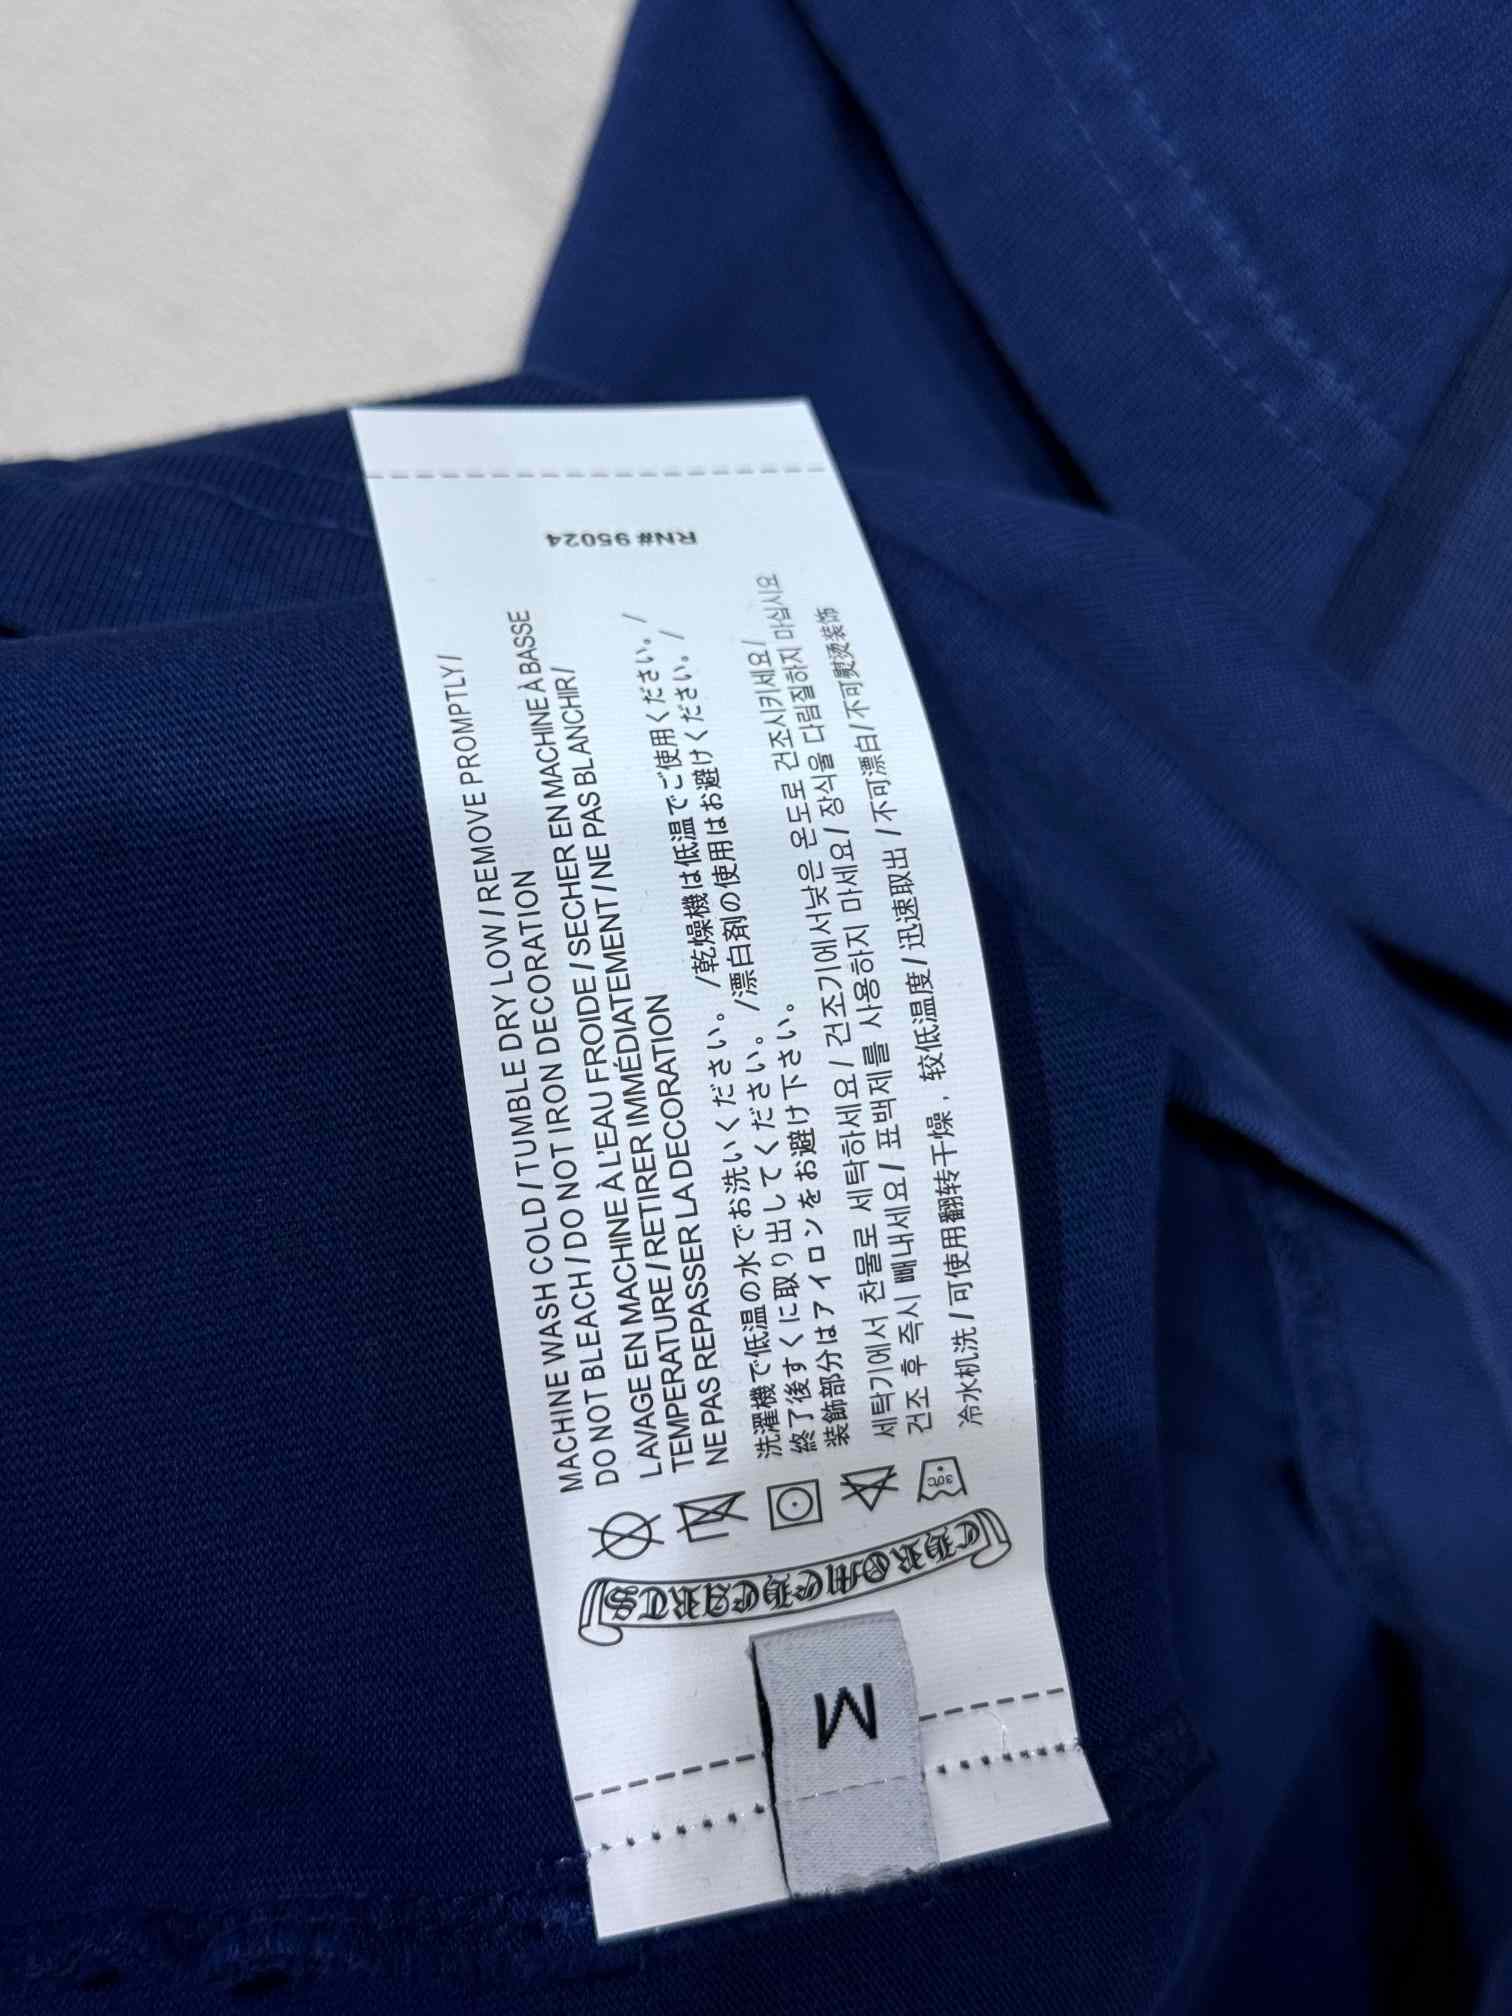 MACHINE WASH COLD / TUMBLE DRY LOW / REMOVE PROMPTLY /
DO NOT BLEACH / DO NOT IRON DECORATION
LAVAGE EN MACHINE À L'EAU FROIDE / SECHER EN MACHINE À BASSE
TEMPERATURE / RETIRER IMMÉDIATEMENT / NE PAS BLANCHIR/
NE PAS REPASSER LA DECORATION
洗濯機で低温の水でお洗いください。 /乾燥機は低温でご使用ください。/
終了後すぐに取り出してください。 /漂白剤の使用はお避けください。/
装飾部分はアイロンをお避け下さい。
세탁기에서 찬물로 세탁하세요/ 건조기에서낮은 온도로 건조시키세요/
건조 후 즉시 빼내세요/ 표백제를 사용하지 마세요/ 장식을 다림질하지 마십시요
冷水机洗/可使用翻转干燥，较低温度/迅速取出 /不可漂白/不可熨烫装饰
RN# 95024
CHROME HEARTS
M
30°